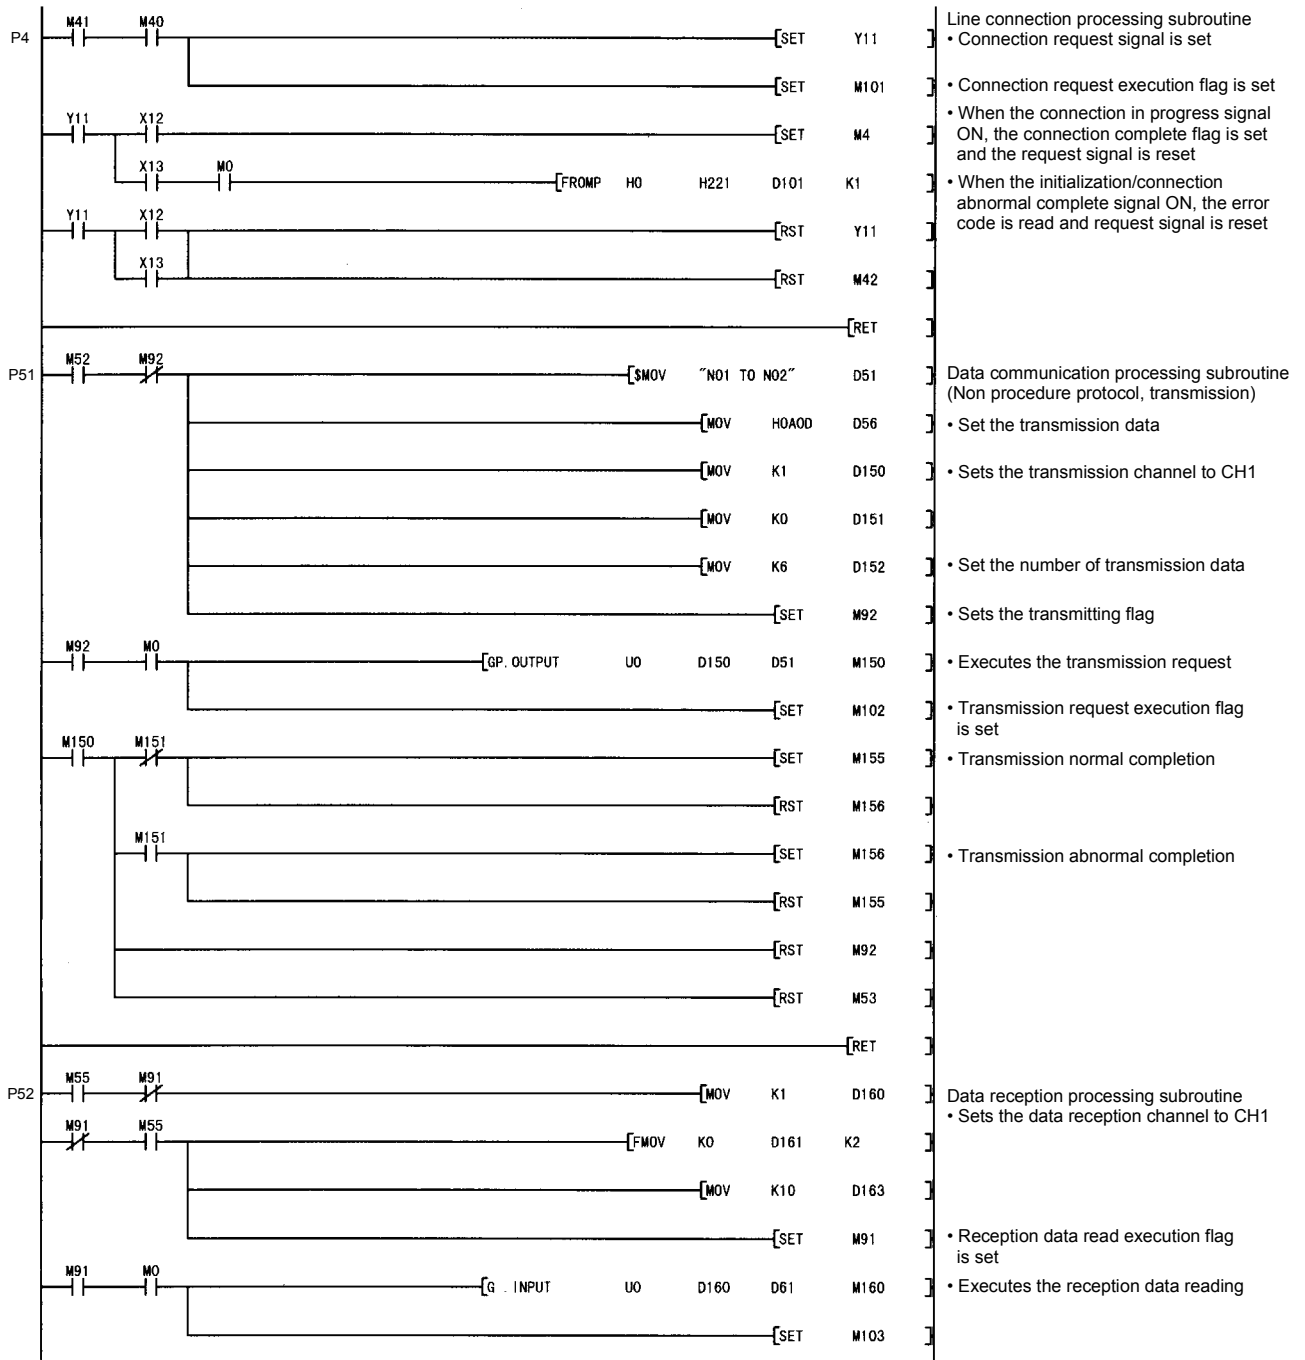 M41 M40 Line connection processing subroutine
P4 [SET Y11 ] • Connection request signal is set
[SET M101 ] • Connection request execution flag is set
Y11 X12 • When the connection in progress signal
[SET M4 ] ON, the connection complete flag is set
and the request signal is reset
X13 M0
[FROMP H0 H221 D101 K1 ] • When the initialization/connection
Y11 X12 abnormal complete signal ON, the error
[RST Y11 ] code is read and request signal is reset
X13
[RST M42 ]
[RET ]
M52 M92
P51 [$MOV "NO1 TO NO2" D51 ] Data communication processing subroutine
(Non procedure protocol, transmission)
[MOV H0A0D D56 ] • Set the transmission data
[MOV K1 D150 ] • Sets the transmission channel to CH1
[MOV K0 D151 ]
[MOV K6 D152 ] • Set the number of transmission data
[SET M92 ] • Sets the transmitting flag
M92 M0
[GP.OUTPUT U0 D150 D51 M150 ] • Executes the transmission request
[SET M102 ] • Transmission request execution flag
is set
M150 M151
[SET M155 ] • Transmission normal completion
[RST M156 ]
M151
[SET M156 ] • Transmission abnormal completion
[RST M155 ]
[RST M92 ]
[RST M53 ]
[RET ]
M55 M91
P52 [MOV K1 D160 ] Data reception processing subroutine
• Sets the data reception channel to CH1
M91 M55
[FMOV K0 D161 K2 ]
[MOV K10 D163 ]
[SET M91 ] • Reception data read execution flag
is set
M91 M0
[G .INPUT U0 D160 D61 M160 ] • Executes the reception data reading
[SET M103 ]